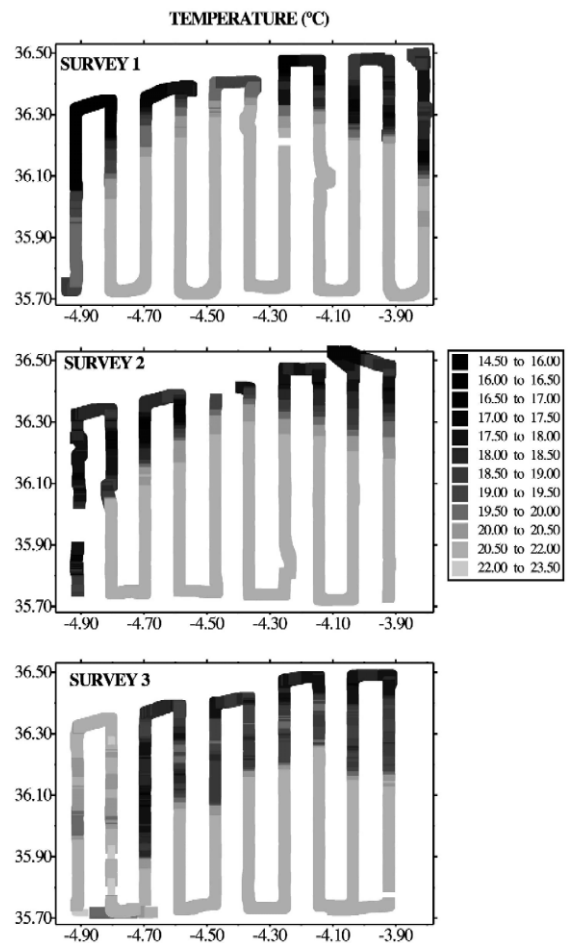 TEMPERATURE (ºC)
36.50
SURVEY 1
36.30
36.10
35.90
35.70
-4.90 -4.70 -4.50 -4.30 -4.10 -3.90
36.50
SURVEY 2
36.30
36.10
35.90
35.70
-4.90 -4.70 -4.50 -4.30 -4.10 -3.90
14.50 to 16.00
16.00 to 16.50
16.50 to 17.00
17.00 to 17.50
17.50 to 18.00
18.00 to 18.50
18.50 to 19.00
19.00 to 19.50
19.50 to 20.00
20.00 to 20.50
20.50 to 22.00
22.00 to 23.50
36.50
SURVEY 3
36.30
36.10
35.90
35.70
-4.90 -4.70 -4.50 -4.30 -4.10 -3.90